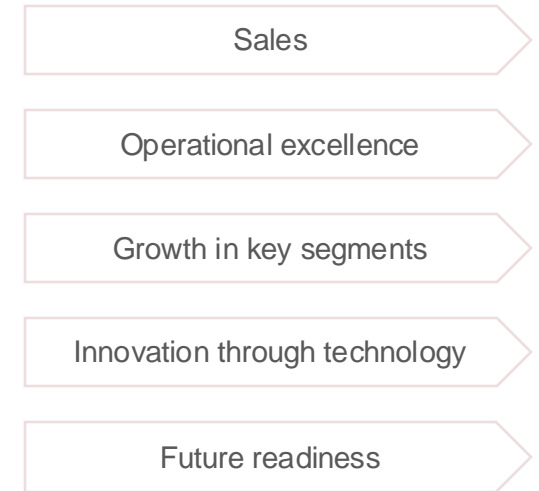 Sales
Operational excellence
Growth in key segments
Innovation through technology
Future readiness